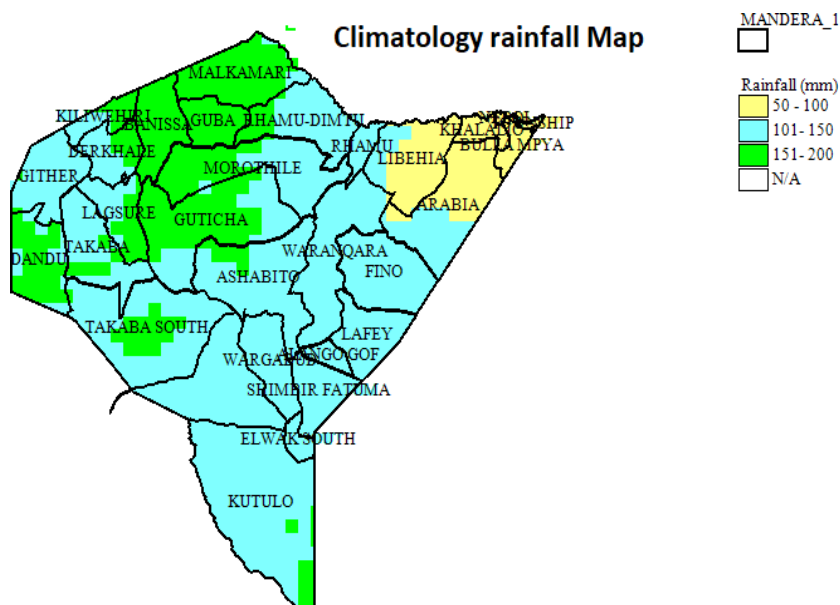 Climatology rainfall Map
MANDERA_1
Rainfall (mm)
50 - 100
101- 150
151- 200
N/A
MALKAMARI
KILIWEHIRI
BANISSA
GUBA
RHAMU-DIMTU
KHALALIO
DERKHALE
RHAMU
LIBEHIA
BULLA MPYA
GITHER
MOROTHILE
LAGSURE
GUTICHA
ARABIA
TAKABA
DANDU
WARANQARA
ASHABITO
FINO
TAKABA SOUTH
LAFEY
WARGADUD
ALANGO GOF
SHIMBIR FATUMA
ELWAK SOUTH
KUTULO